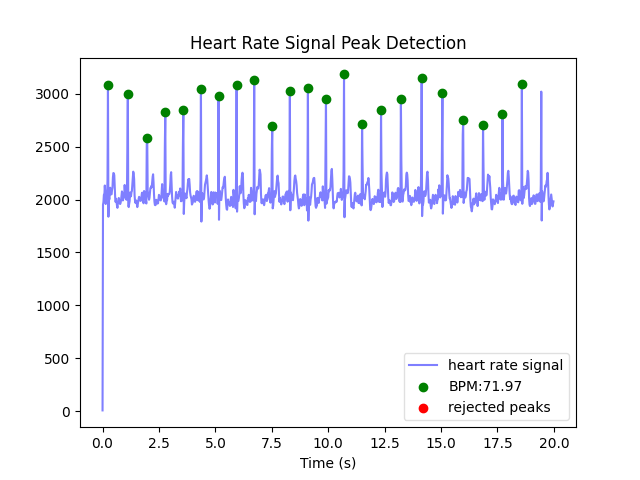 Heart Rate Signal Peak Detection
3000
2500
2000
1500
1000
500
0
heart rate signal
BPM:71.97
rejected peaks
0.0 2.5 5.0 7.5 10.0 12.5 15.0 17.5 20.0
Time (s)